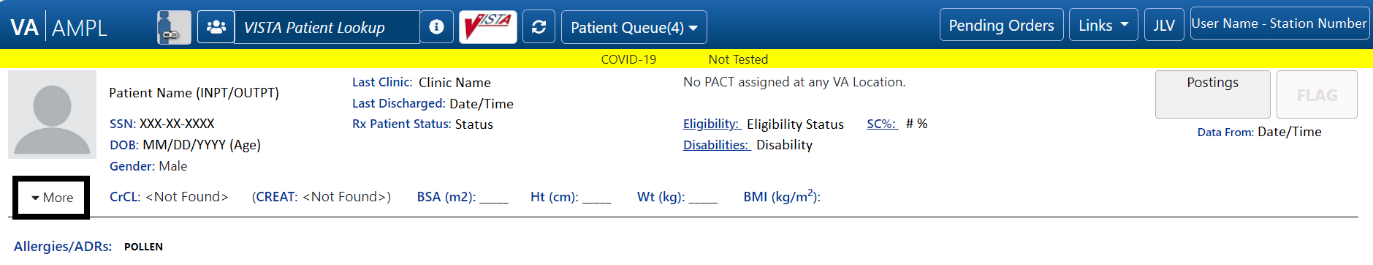 VA AMPL VISTA Patient Lookup VISTA Patient Queue(4) Pending Orders Links JLV User Name - Station Number
COVID-19 Not Tested
Patient Name (INPT/OUTPT)
SSN: XXX-XX-XXXX
DOB: MM/DD/YYYY (Age)
Gender: Male
Last Clinic: Clinic Name
Last Discharged: Date/Time
Rx Patient Status: Status
No PACT assigned at any VA Location.
Eligibility: Eligibility Status SC%: # %
Disabilities: Disability
Postings FLAG
Data From: Date/Time
More CrCL: <Not Found> (CREAT: <Not Found>) BSA (m2): _____ Ht (cm): _____ Wt (kg): _____ BMI (kg/m²):
Allergies/ADRs: POLLEN